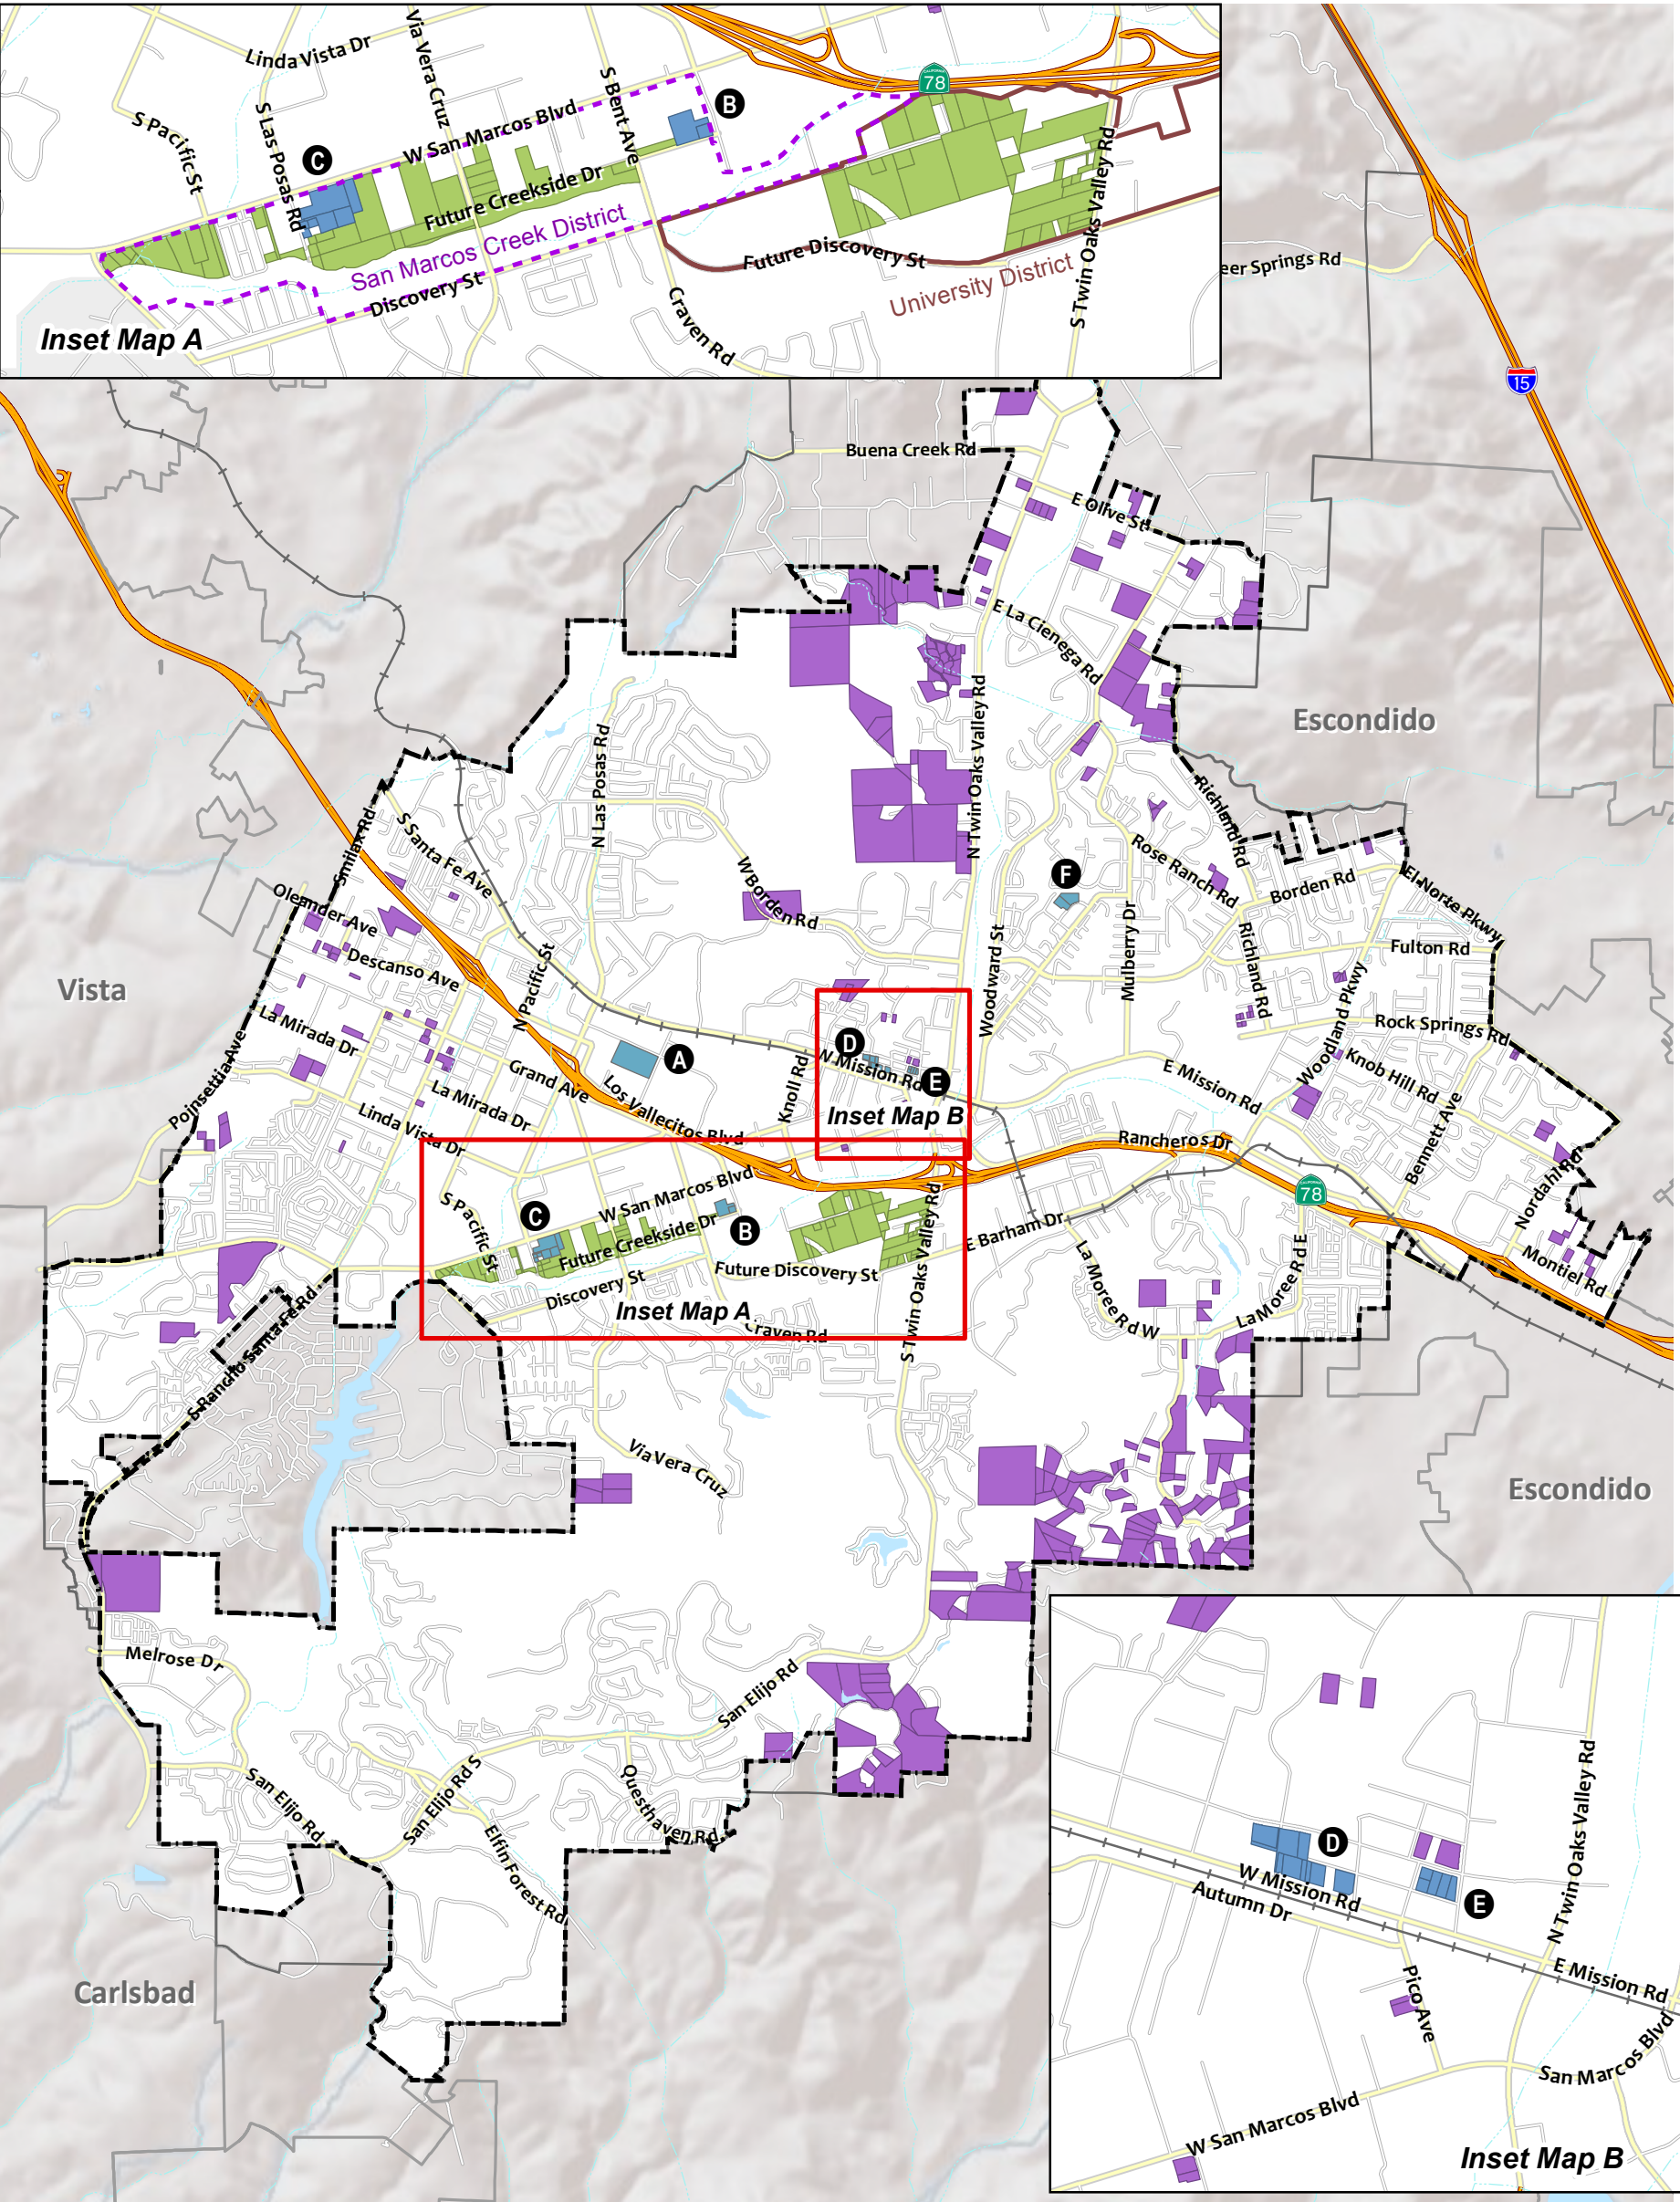 Linda Vista Dr
Via Vera Cruz
S Bent Ave
78
B
S Pacific St
S Las Posas Rd
C
W San Marcos Blvd
Future Creekside Dr
San Marcos Creek District
Discovery St
Future Discovery St
University District
S Twin Oaks Valley Rd
Craven Rd
Inset Map A
eer Springs Rd
15
Buena Creek Rd
E Olive St
E La Cienega Rd
Escondido
N Las Posas Rd
N Twin Oaks Valley Rd
Smilax Rd
S Santa Fe Ave
Richland Rd
Rose Ranch Rd
Borden Rd
El Norte Pkwy
W Borden Rd
F
Oleander Ave
Descanso Ave
Mulberry Dr
Fulton Rd
Vista
N Pacific St
Woodward St
Richland Rd
Woodland Pkwy
La Mirada Dr
Rock Springs Rd
Knob Hill Rd
Poinsettia Ave
Grand Ave
A
D
W Mission Rd
E
Inset Map B
Knoll Rd
E Mission Rd
Bennett Ave
La Mirada Dr
Los Vallecitos Blvd
Linda Vista Dr
Rancheros Dr
Nordahl Rd
78
S Pacific St
C
W San Marcos Blvd
Future Creekside Dr
B
S Twin Oaks Valley Rd
E Barham Dr
Montiel Rd
Discovery St
Future Discovery St
Inset Map A
Craven Rd
La Moree Rd W
La Moree Rd E
S Rancho Santa Fe Rd
Via Vera Cruz
Escondido
Melrose Dr
San Elijo Rd
San Elijo Rd
San Elijo Rd S
Questhaven Rd
Elfin Forest Rd
Carlsbad
N Twin Oaks Valley Rd
D
W Mission Rd
Autumn Dr
E
E Mission Rd
Pico Ave
San Marcos Blvd
W San Marcos Blvd
Inset Map B